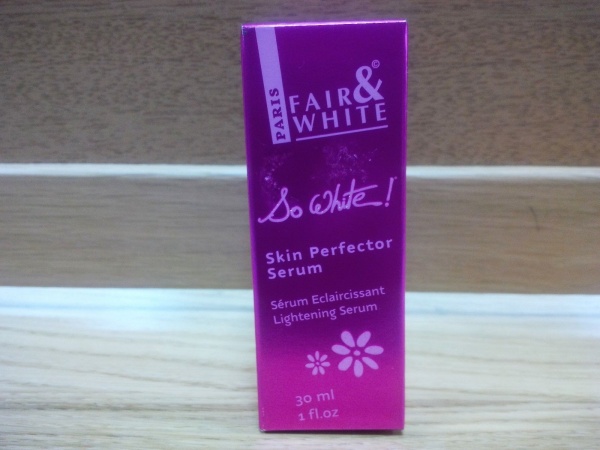 PARIS
FAIR &©
WHITE
So White!
Skin Perfector
Serum
Sérum Eclaircissant
Lightening Serum
30 ml
1 fl.oz